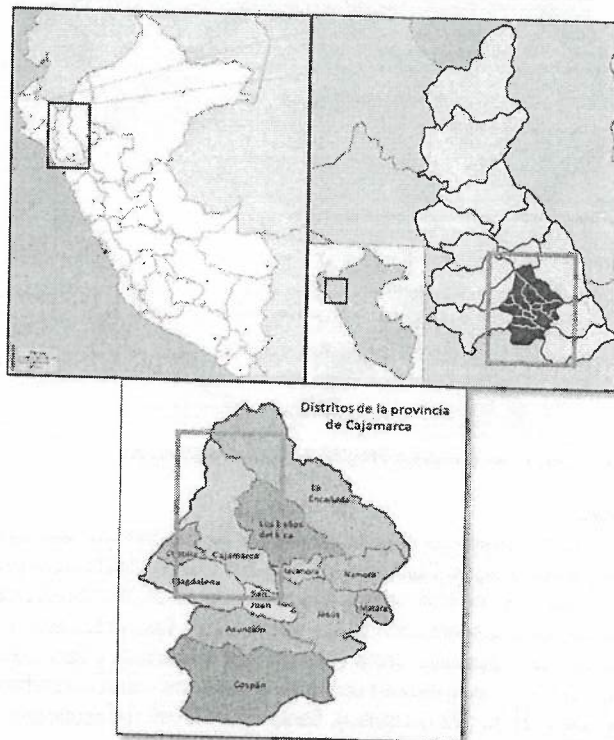 Distritos de la provincia
de Cajamarca
La
Encañada
Los Baños
del Inca
Cajamarca
Magdalena
Namora
San
Juan
Jesús
Matara
Asunción
Cospán